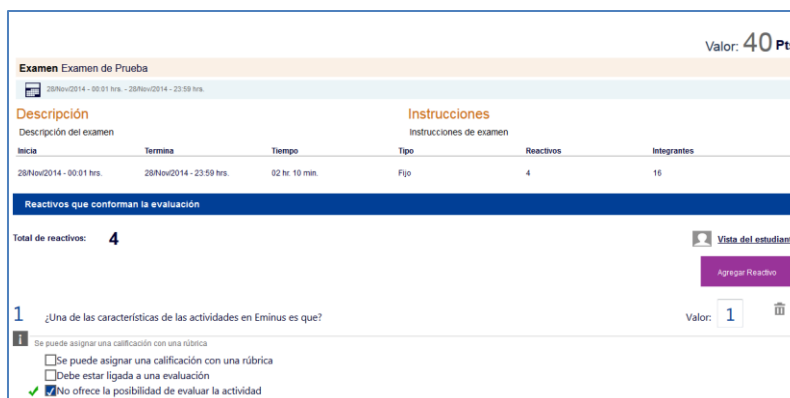 Valor: 40 Pts
Examen Examen de Prueba
28/Nov/2014 - 00:01 hrs. - 28/Nov/2014 - 23:59 hrs.
Descripción Instrucciones
Descripción del examen Instrucciones de examen
Inicia Termina Tiempo Tipo Reactivos Integrantes
28/Nov/2014 - 00:01 hrs. 28/Nov/2014 - 23:59 hrs. 02 hr. 10 min. Fijo 4 16
Reactivos que conforman la evaluación
Total de reactivos: 4 Vista del estudiant
Agregar Reactivo
1 ¿Una de las características de las actividades en Eminus es que? Valor: 1
i Se puede asignar una calificación con una rúbrica
Se puede asignar una calificación con una rúbrica
Debe estar ligada a una evaluación
No ofrece la posibilidad de evaluar la actividad